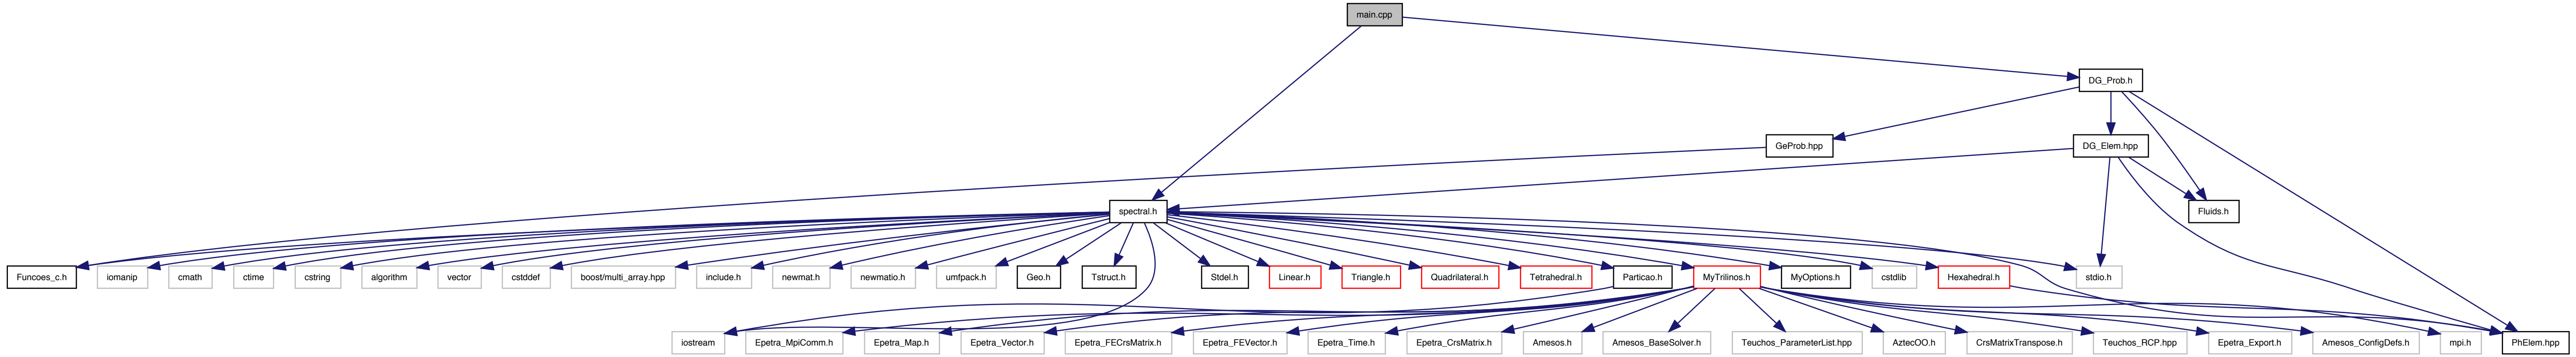 main.cpp
DG_Prob.h
GeProb.hpp
DG_Elem.hpp
spectral.h
Fluids.h
Funcoes_c.h
iomanip
cmath
ctime
cstring
algorithm
vector
cstddef
boost/multi_array.hpp
include.h
newmat.h
newmatio.h
umfpack.h
Geo.h
Tstruct.h
Stdel.h
Linear.h
Triangle.h
Quadrilateral.h
Tetrahedral.h
Particao.h
MyTrilinos.h
MyOptions.h
cstdlib
Hexahedral.h
stdio.h
iostream
Epetra_MpiComm.h
Epetra_Map.h
Epetra_Vector.h
Epetra_FECrsMatrix.h
Epetra_FEVector.h
Epetra_Time.h
Epetra_CrsMatrix.h
Amesos.h
Amesos_BaseSolver.h
Teuchos_ParameterList.hpp
AztecOO.h
CrsMatrixTranspose.h
Teuchos_RCP.hpp
Epetra_Export.h
Amesos_ConfigDefs.h
mpi.h
PhElem.hpp